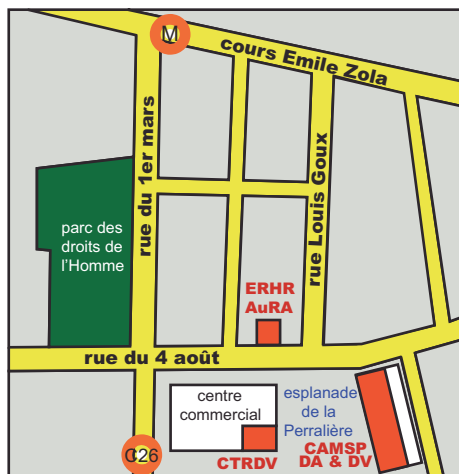 M
cours Emile Zola
rue du 1er mars
rue Louis Goux
parc des
droits de
l'Homme
ERHR
AuRA
rue du 4 août
centre
commercial
esplanade
de la
Perralière
C26
CTRDV
CAMSP
DA & DV